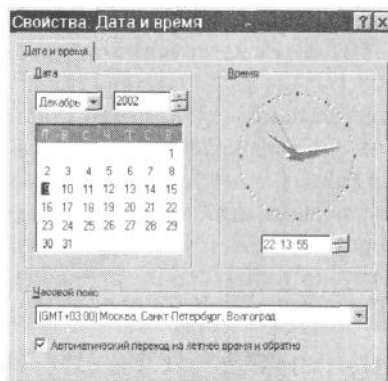 Свойства: Дата и время
Дата и время
Дата
Время
Декабрь 2002
П В С Ч П С В
1
2 3 4 5 6 7 8
9 10 11 12 13 14 15
16 17 18 19 20 21 22
23 24 25 26 27 28 29
30 31
22:13:55
Часовой пояс
(GMT+03:00) Москва, Санкт-Петербург, Волгоград
Автоматический переход на летнее время и обратно